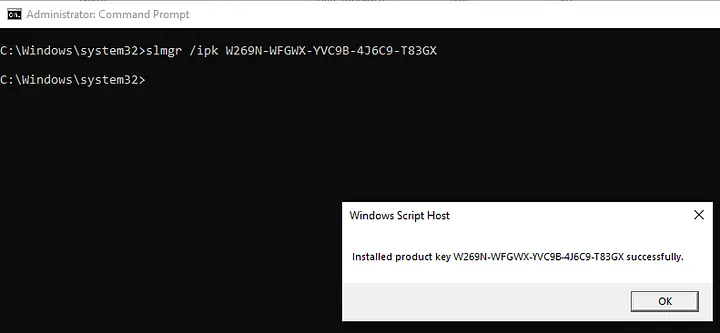 Administrator: Command Prompt
C:\Windows\system32>slmgr /ipk W269N-WFGWX-YVC9B-4J6C9-T83GX
C:\Windows\system32>
Windows Script Host
Installed product key W269N-WFGWX-YVC9B-4J6C9-T83GX successfully.
OK